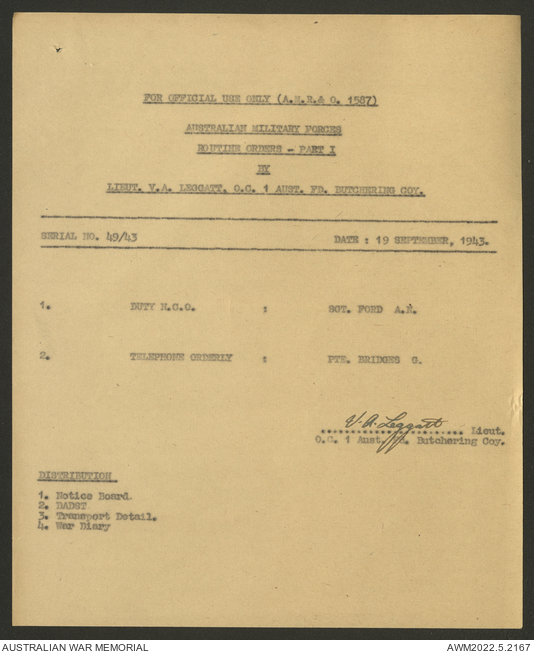 FOR OFFICIAL USE ONLY (A.M.R.& O. 1587)
AUSTRALIAN MILITARY FORCES
ROUTINE ORDERS - PART I
BY
LIEUT. V.A. LEGGATT, O.C. 1 AUST. FD. BUTCHERING COY.
SERIAL NO. 49/43 DATE : 19 SEPTEMBER, 1943.
1. DUTY N.C.O. : SGT. FORD A.R.
2. TELEPHONE ORDERLY : PTE. BRIDGES G.
V. A. Leggatt Lieut.
O.C. 1 Aust. Fd. Butchering Coy.
DISTRIBUTION
1. Notice Board.
2. DADST
3. Transport Detail.
4. War Diary
AUSTRALIAN WAR MEMORIAL AWM2022.5.2167